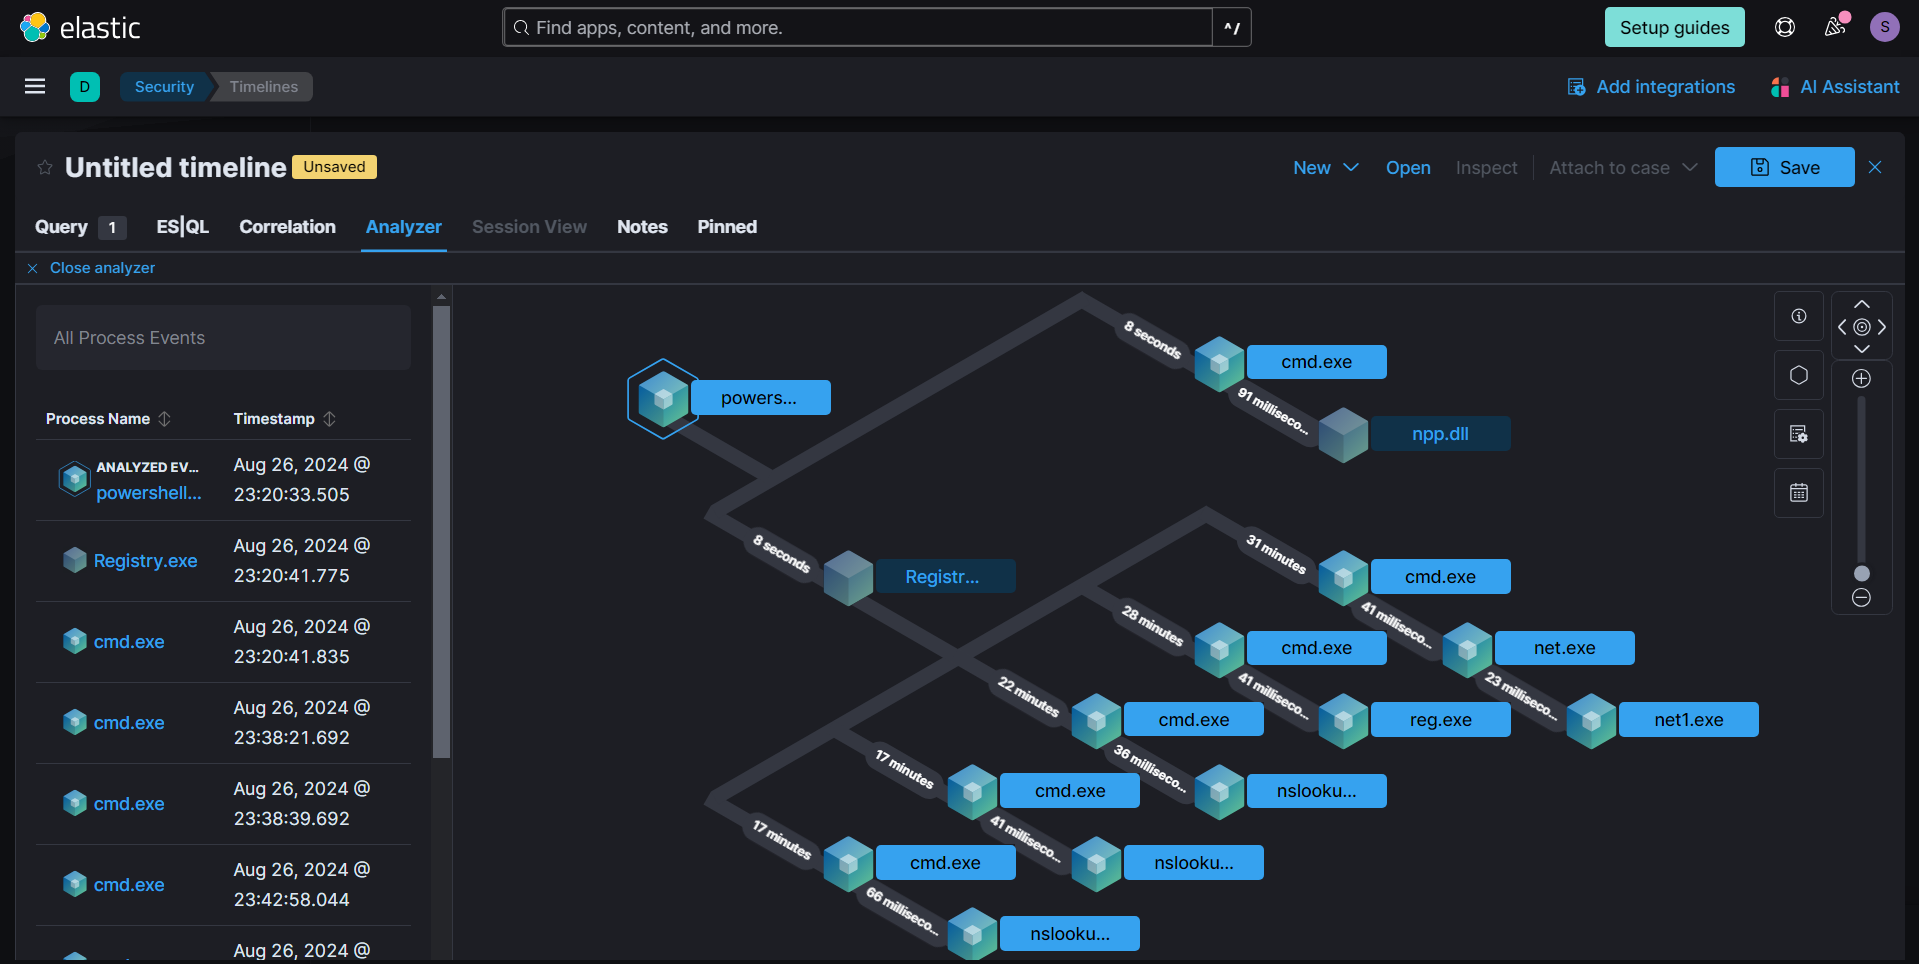 elastic
Find apps, content, and more.
^/
Setup guides
S
D
Security
Timelines
Add integrations
AI Assistant
Untitled timeline
Unsaved
New
Open
Inspect
Attach to case
Save
Query 1
ES|QL
Correlation
Analyzer
Session View
Notes
Pinned
Close analyzer
All Process Events
Process Name
Timestamp
ANALYZED EV...
powershell...
Aug 26, 2024 @
23:20:33.505
Registry.exe
Aug 26, 2024 @
23:20:41.775
cmd.exe
Aug 26, 2024 @
23:20:41.835
cmd.exe
Aug 26, 2024 @
23:38:21.692
cmd.exe
Aug 26, 2024 @
23:38:39.692
cmd.exe
Aug 26, 2024 @
23:42:58.044
Aug 26, 2024 @
8 seconds
cmd.exe
powers...
91 milliseco...
npp.dll
8 seconds
Registr...
31 minutes
cmd.exe
28 minutes
41 milliseco...
cmd.exe
net.exe
22 minutes
41 milliseco...
23 milliseco...
cmd.exe
reg.exe
net1.exe
17 minutes
36 milliseco...
cmd.exe
nslooku...
17 minutes
41 milliseco...
cmd.exe
nslooku...
66 milliseco...
nslooku...